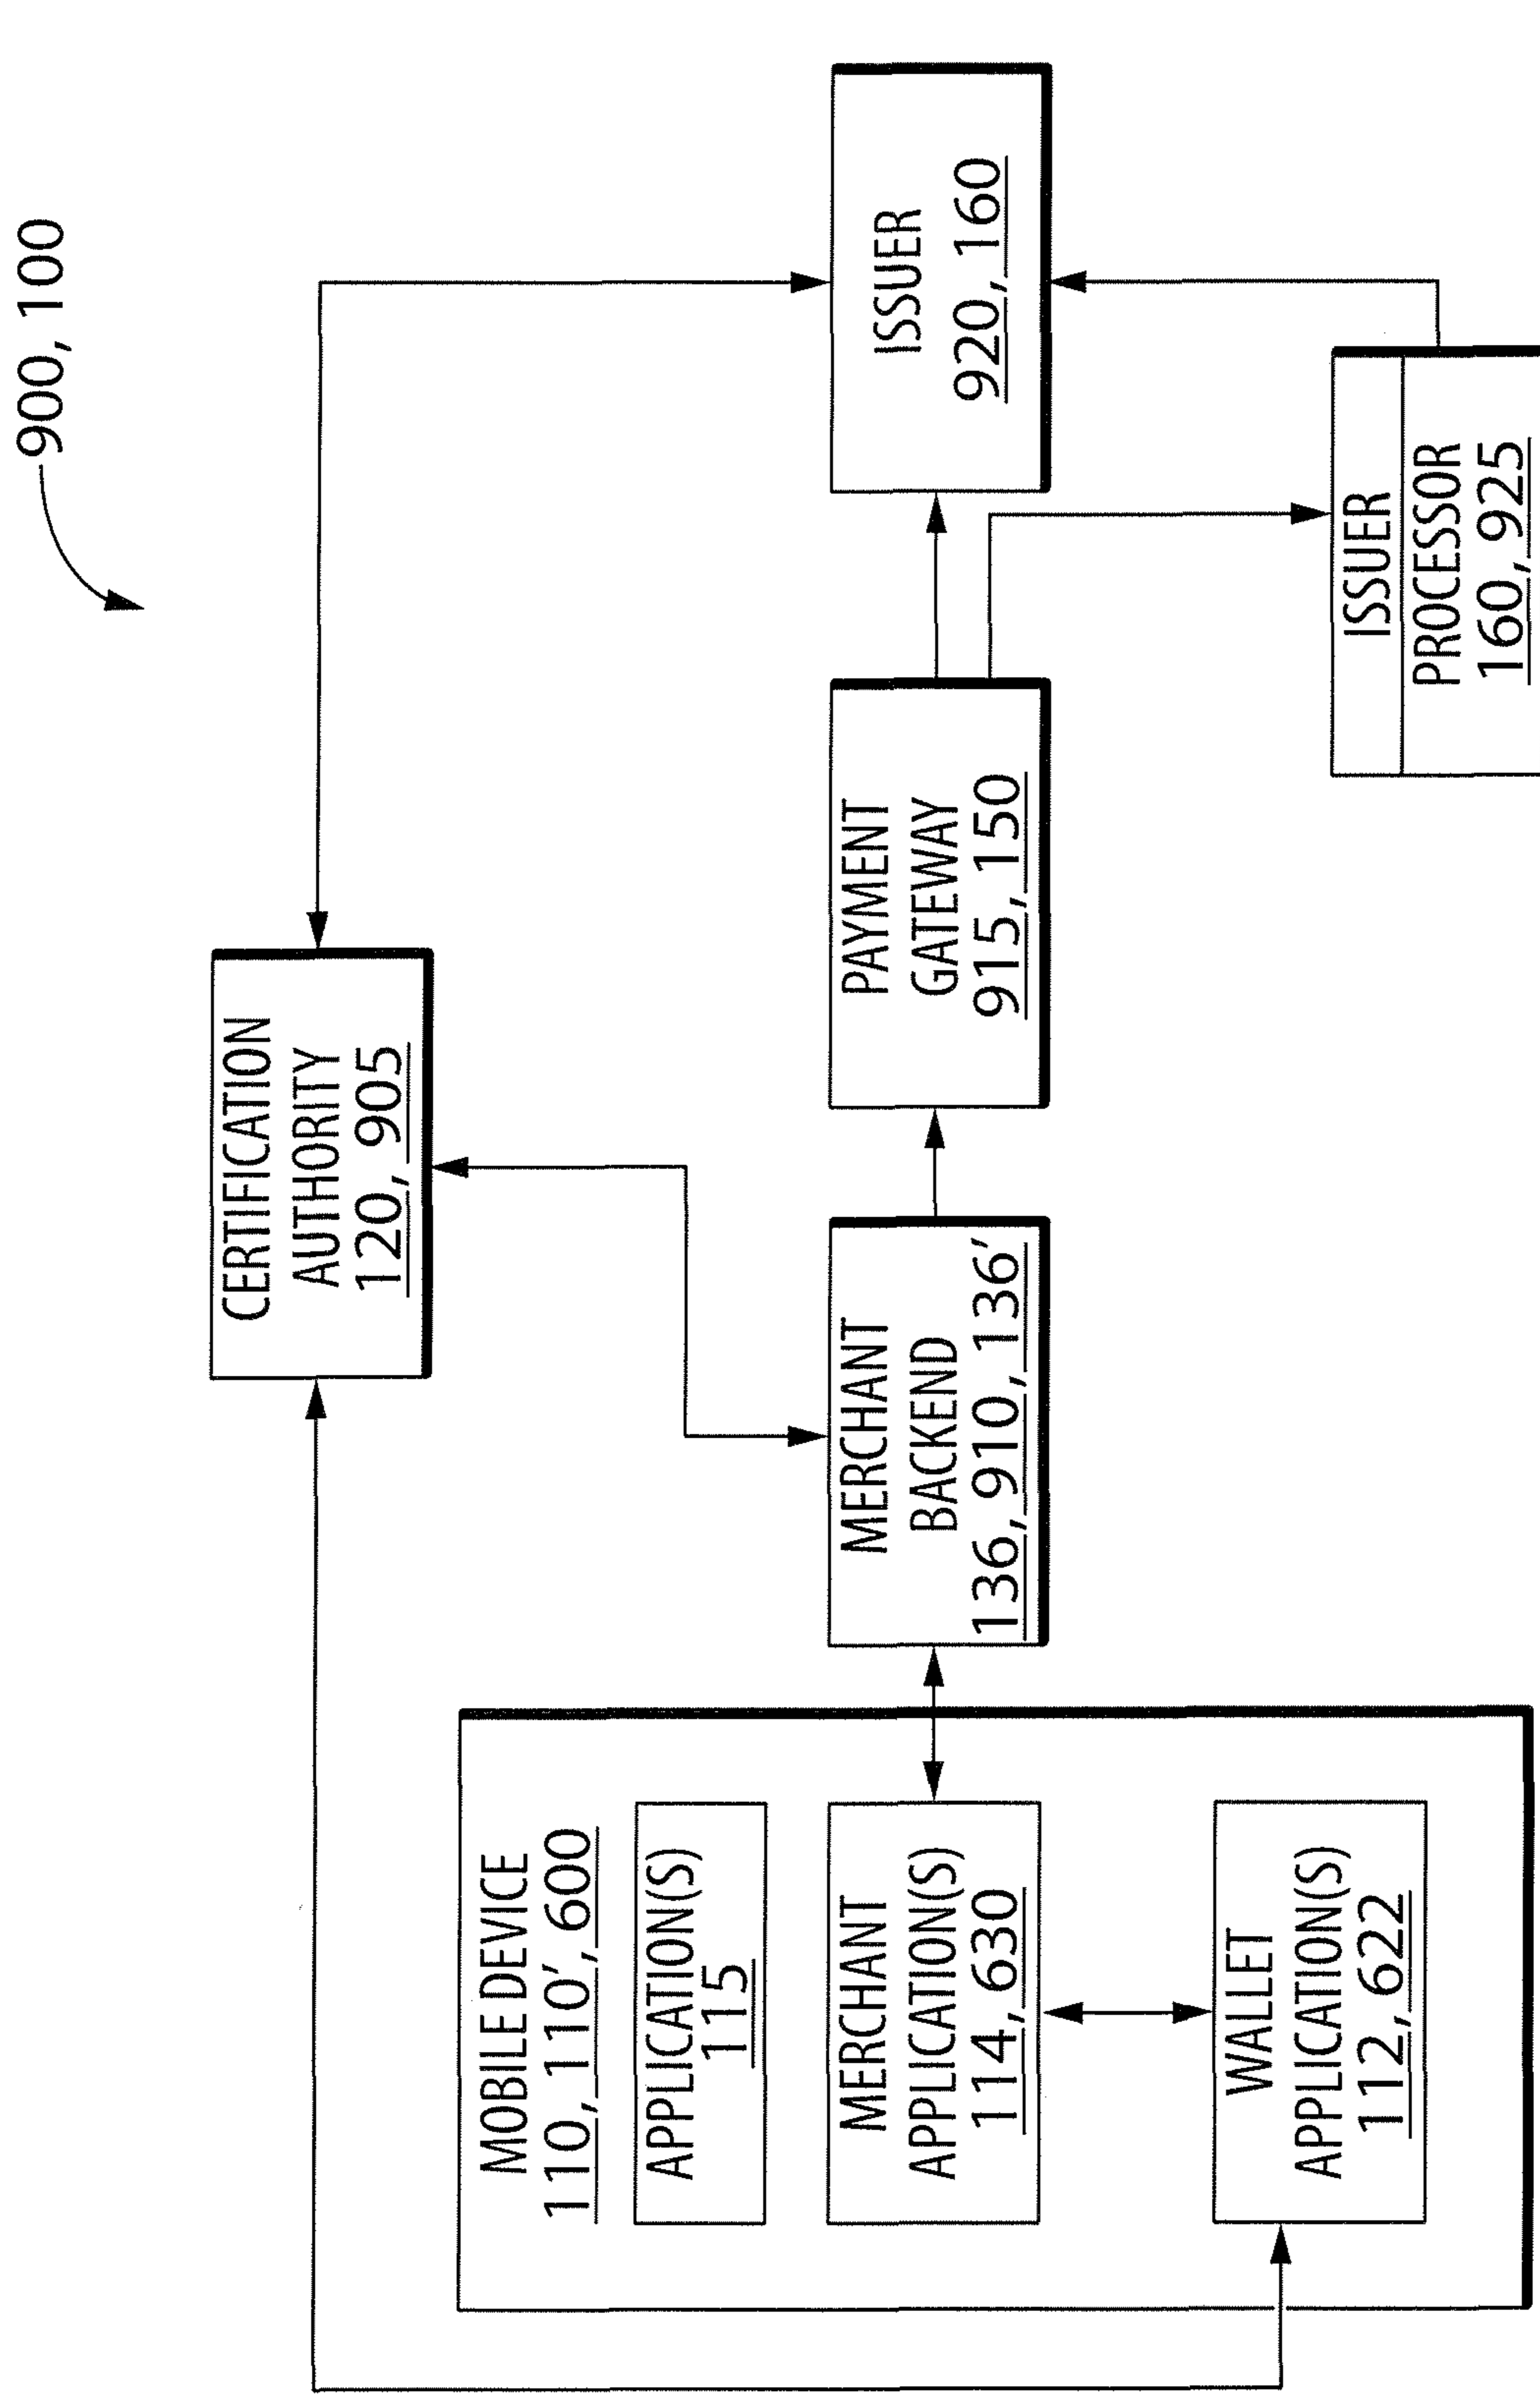 900, 100
CERTIFICATION
AUTHORITY
120, 905
MOBILE DEVICE
110, 110', 600
APPLICATION(S)
115
MERCHANT
APPLICATION(S)
114, 630
WALLET
APPLICATION(S)
112, 622
MERCHANT
BACKEND
136, 910, 136'
PAYMENT
GATEWAY
915, 150
ISSUER
920, 160
ISSUER
PROCESSOR
160, 925